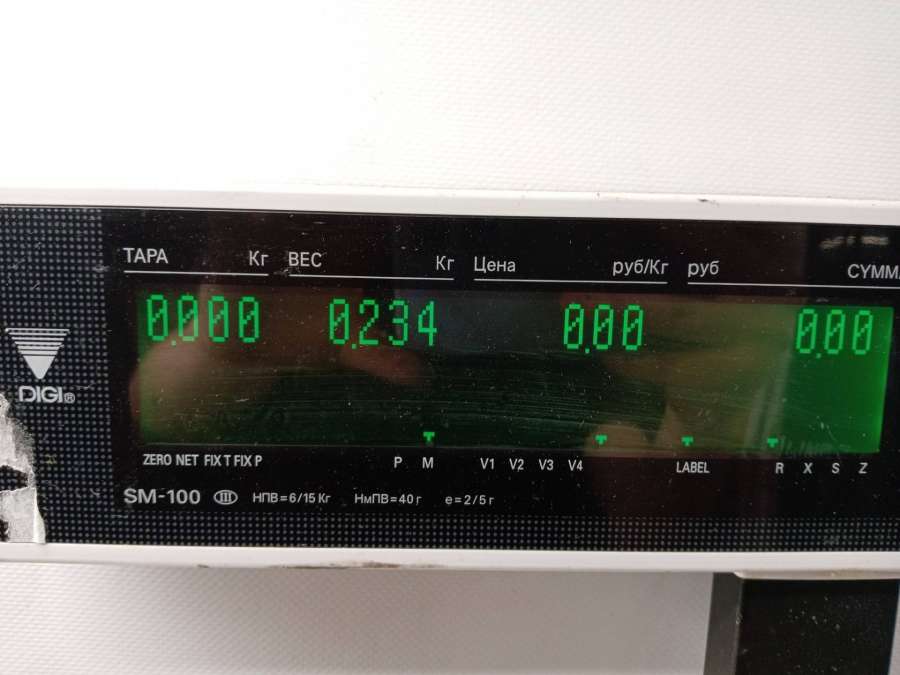 ТАРА Кг ВЕС Кг Цена руб/Кг руб СУММА
0.000 0.234 0.00 0.00
DIGI®
ZERO NET FIX T FIX P P M V1 V2 V3 V4 LABEL R X S Z
SM-100 III НПВ=6/15 Кг НмПВ=40 г e=2/5 г